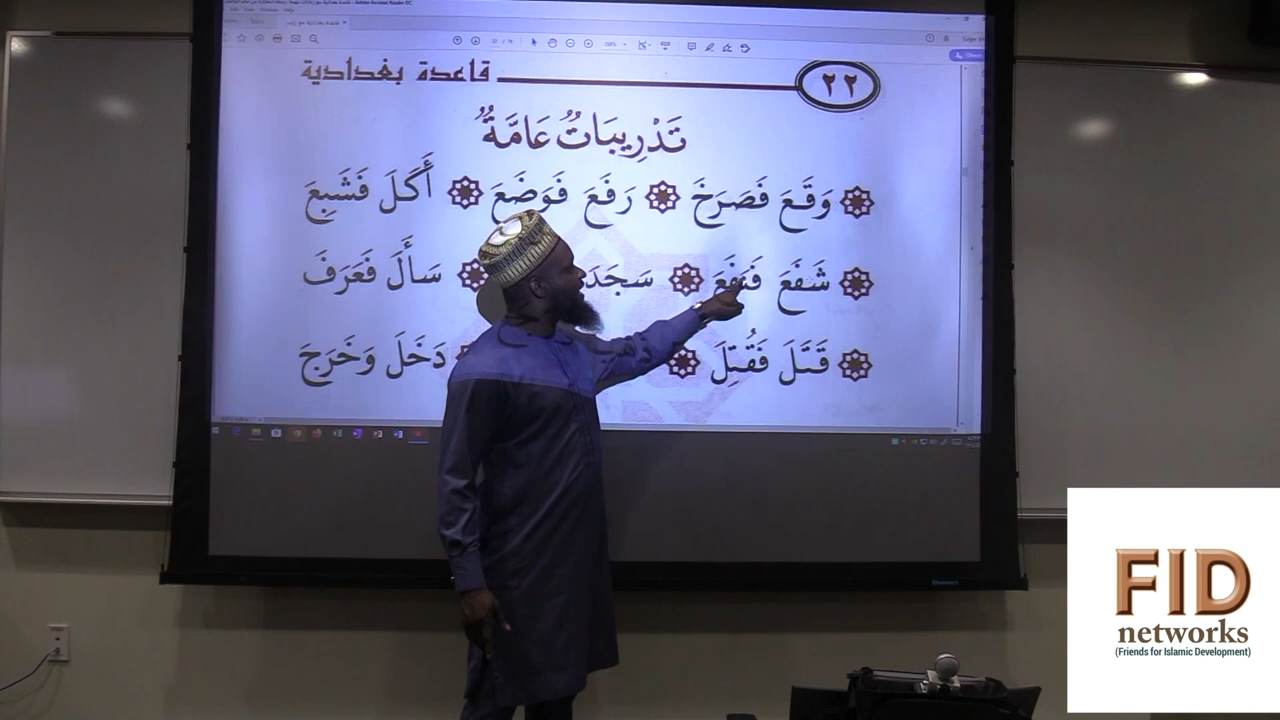 ٢٢ قاعدة بغدادية
تَدْرِيبَاتٌ عَامَّةٌ
وَقَعَ فَصَرَخَ رَفَعَ فَوَضَعَ أَكَلَ فَشَبِعَ
شَفَعَ فَنَفَعَ سَجَدَ سَأَلَ فَعَرَفَ
قَتَلَ فَقُتِلَ دَخَلَ وَخَرَجَ
FID
networks
(Friends for Islamic Development)